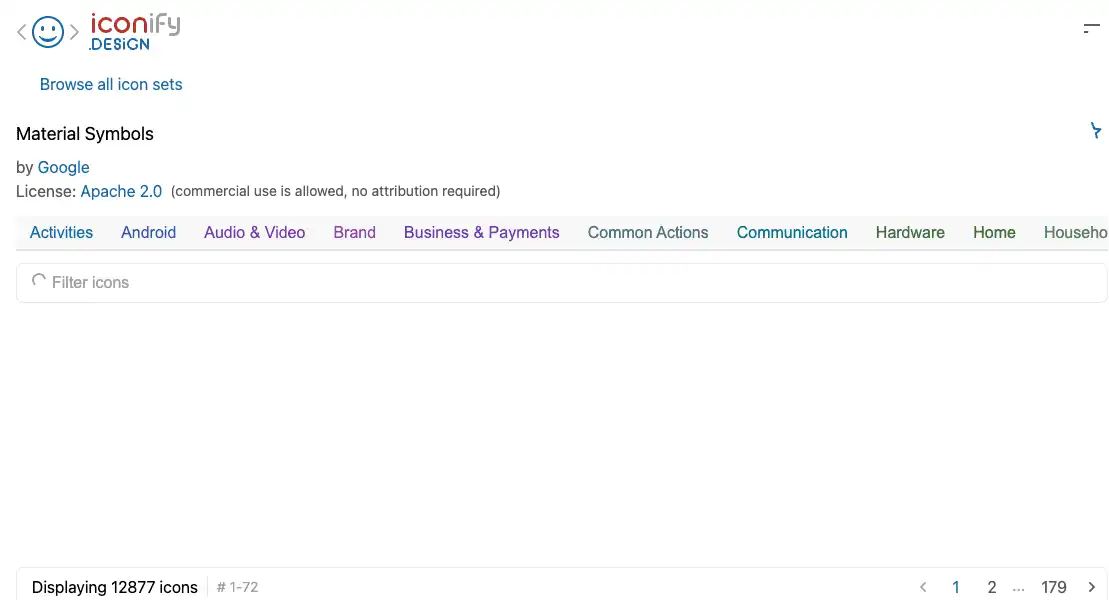 iconify
.DESiGN
Browse all icon sets
Material Symbols
by Google
License: Apache 2.0 (commercial use is allowed, no attribution required)
Activities Android Audio & Video Brand Business & Payments Common Actions Communication Hardware Home Househo
Filter icons
Displaying 12877 icons # 1-72 1 2 ... 179